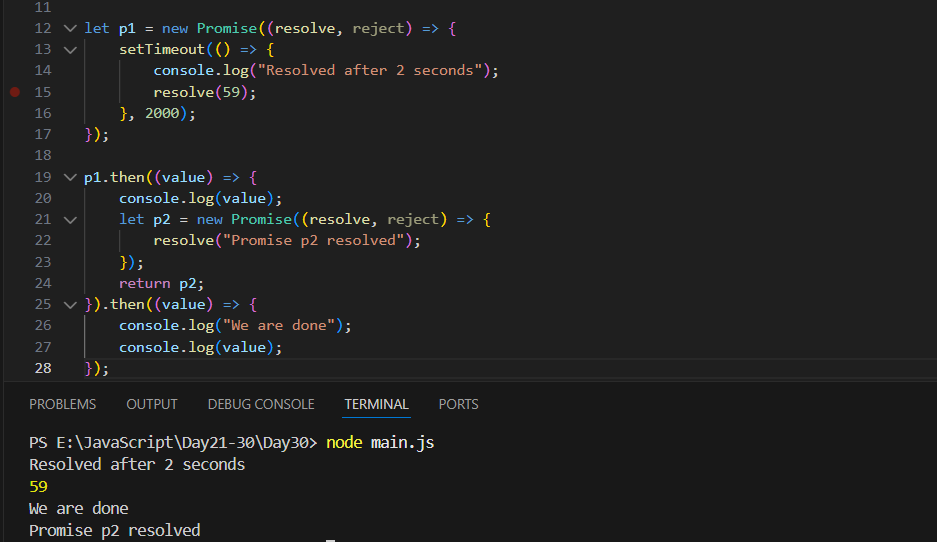 11
12 let p1 = new Promise((resolve, reject) => {
13     setTimeout(() => {
14         console.log("Resolved after 2 seconds");
15         resolve(59);
16     }, 2000);
17 });
18
19 p1.then((value) => {
20     console.log(value);
21     let p2 = new Promise((resolve, reject) => {
22         resolve("Promise p2 resolved");
23     });
24     return p2;
25 }).then((value) => {
26     console.log("We are done");
27     console.log(value);
28 });
PROBLEMS OUTPUT DEBUG CONSOLE TERMINAL PORTS
PS E:\JavaScript\Day21-30\Day30> node main.js
Resolved after 2 seconds
59
We are done
Promise p2 resolved